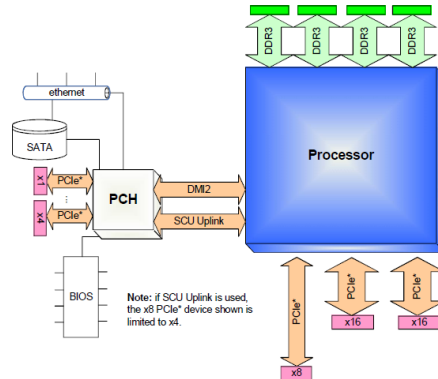 DDR3
DDR3
DDR3
DDR3
ethernet
SATA
Processor
x1
PCIe*
PCH
DMI2
x4
PCIe*
SCU Uplink
BIOS
Note: if SCU Uplink is used,
the x8 PCIe* device shown is
limited to x4.
PCIe*
PCIe*
PCIe*
x16
x16
x8